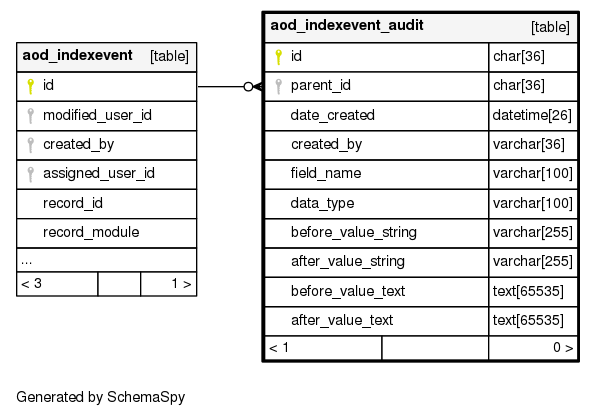 aod_indexevent [table]
id
modified_user_id
created_by
assigned_user_id
record_id
record_module
...
< 3 1 >
aod_indexevent_audit [table]
id char[36]
parent_id char[36]
date_created datetime[26]
created_by varchar[36]
field_name varchar[100]
data_type varchar[100]
before_value_string varchar[255]
after_value_string varchar[255]
before_value_text text[65535]
after_value_text text[65535]
< 1 0 >
Generated by SchemaSpy